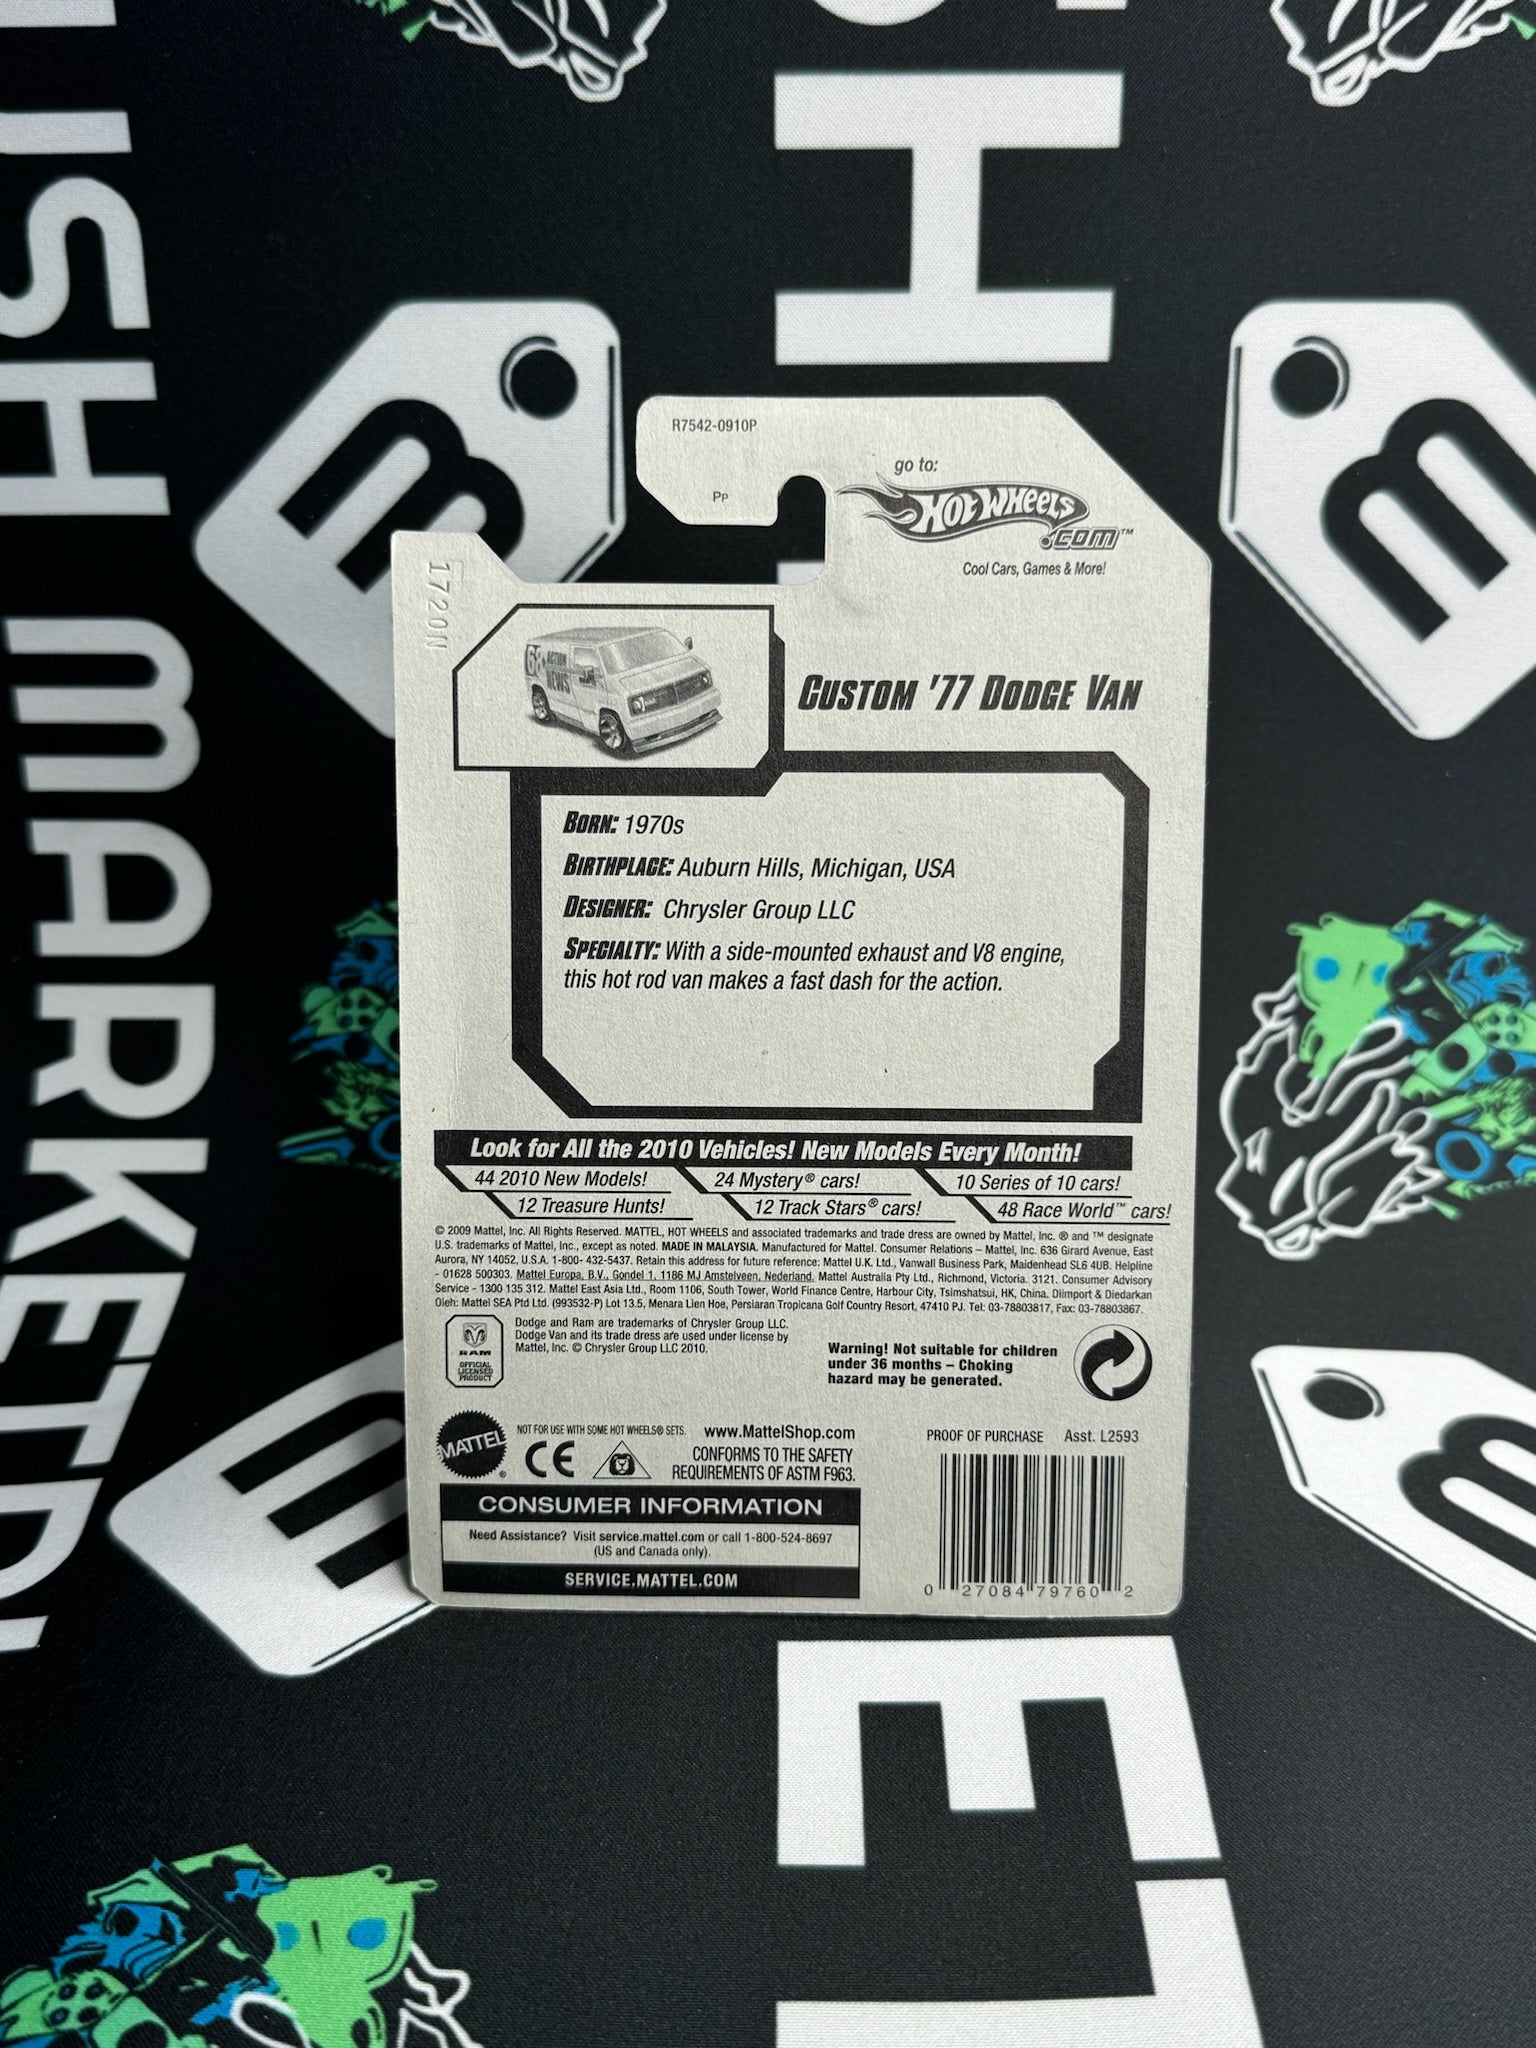 R7542-0910P
PP
go to:
HOT WHEELS
.COM™
Cool Cars, Games & More!
1720N
68 ACTION
NEWS
CUSTOM '77 DODGE VAN
BORN: 1970s
BIRTHPLACE: Auburn Hills, Michigan, USA
DESIGNER: Chrysler Group LLC
SPECIALTY: With a side-mounted exhaust and V8 engine,
this hot rod van makes a fast dash for the action.
Look for All the 2010 Vehicles! New Models Every Month!
44 2010 New Models! 24 Mystery® cars! 10 Series of 10 cars!
12 Treasure Hunts! 12 Track Stars® cars! 48 Race World™ cars!
© 2009 Mattel, Inc. All Rights Reserved. MATTEL, HOT WHEELS and associated trademarks and trade dress are owned by Mattel, Inc. ® and ™ designate
U.S. trademarks of Mattel, Inc., except as noted. MADE IN MALAYSIA. Manufactured for Mattel. Consumer Relations – Mattel, Inc. 636 Girard Avenue, East
Aurora, NY 14052, U.S.A. 1-800- 432-5437. Retain this address for future reference: Mattel U.K. Ltd., Vanwall Business Park, Maidenhead SL6 4UB. Helpline
- 01628 500303. Mattel Europa, B.V., Gondel 1, 1186 MJ Amstelveen, Nederland. Mattel Australia Pty Ltd., Richmond, Victoria. 3121. Consumer Advisory
Service - 1300 135 312. Mattel East Asia Ltd., Room 1106, South Tower, World Finance Centre, Harbour City, Tsimshatsui, HK, China. Diimport & Diedarkan
Oleh: Mattel SEA Ptd Ltd. (993532-P) Lot 13.5, Menara Lien Hoe, Persiaran Tropicana Golf Country Resort, 47410 PJ. Tel: 03-78803817, Fax: 03-78803867.
RAM
OFFICIAL
LICENSED
PRODUCT
Dodge and Ram are trademarks of Chrysler Group LLC.
Dodge Van and its trade dress are used under license by
Mattel, Inc. © Chrysler Group LLC 2010.
Warning! Not suitable for children
under 36 months – Choking
hazard may be generated.
MATTEL®
NOT FOR USE WITH SOME HOT WHEELS® SETS. www.MattelShop.com
CE
CONFORMS TO THE SAFETY
REQUIREMENTS OF ASTM F963.
PROOF OF PURCHASE Asst. L2593
CONSUMER INFORMATION
Need Assistance? Visit service.mattel.com or call 1-800-524-8697
(US and Canada only).
SERVICE.MATTEL.COM
0 27084 79760 2
USH MARKETPL
H
E